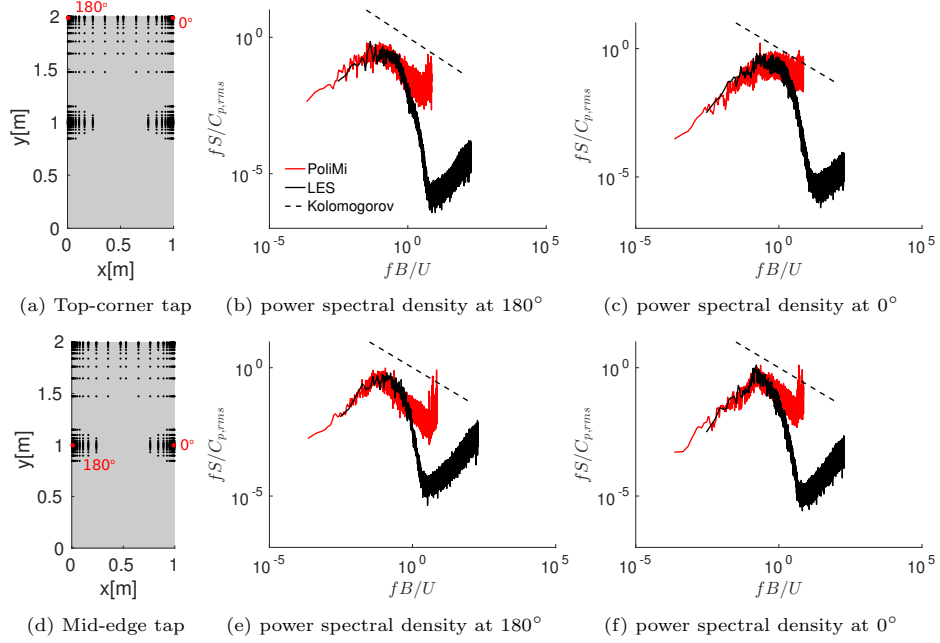 2
1.5
1
0.5
0
y[m]
0 0.5 1
x[m]
180°
0°
(a) Top-corner tap
10^0
10^-5
fS/C_{p,rms}
PoliMi
LES
Kolomogorov
10^-5 10^0 10^5
fB/U
(b) power spectral density at 180°
10^0
10^-5
fS/C_{p,rms}
10^-5 10^0 10^5
fB/U
(c) power spectral density at 0°
2
1.5
1
0.5
0
y[m]
0 0.5 1
x[m]
180°
0°
(d) Mid-edge tap
10^0
10^-5
fS/C_{p,rms}
10^-5 10^0 10^5
fB/U
(e) power spectral density at 180°
10^0
10^-5
fS/C_{p,rms}
10^-5 10^0 10^5
fB/U
(f) power spectral density at 0°